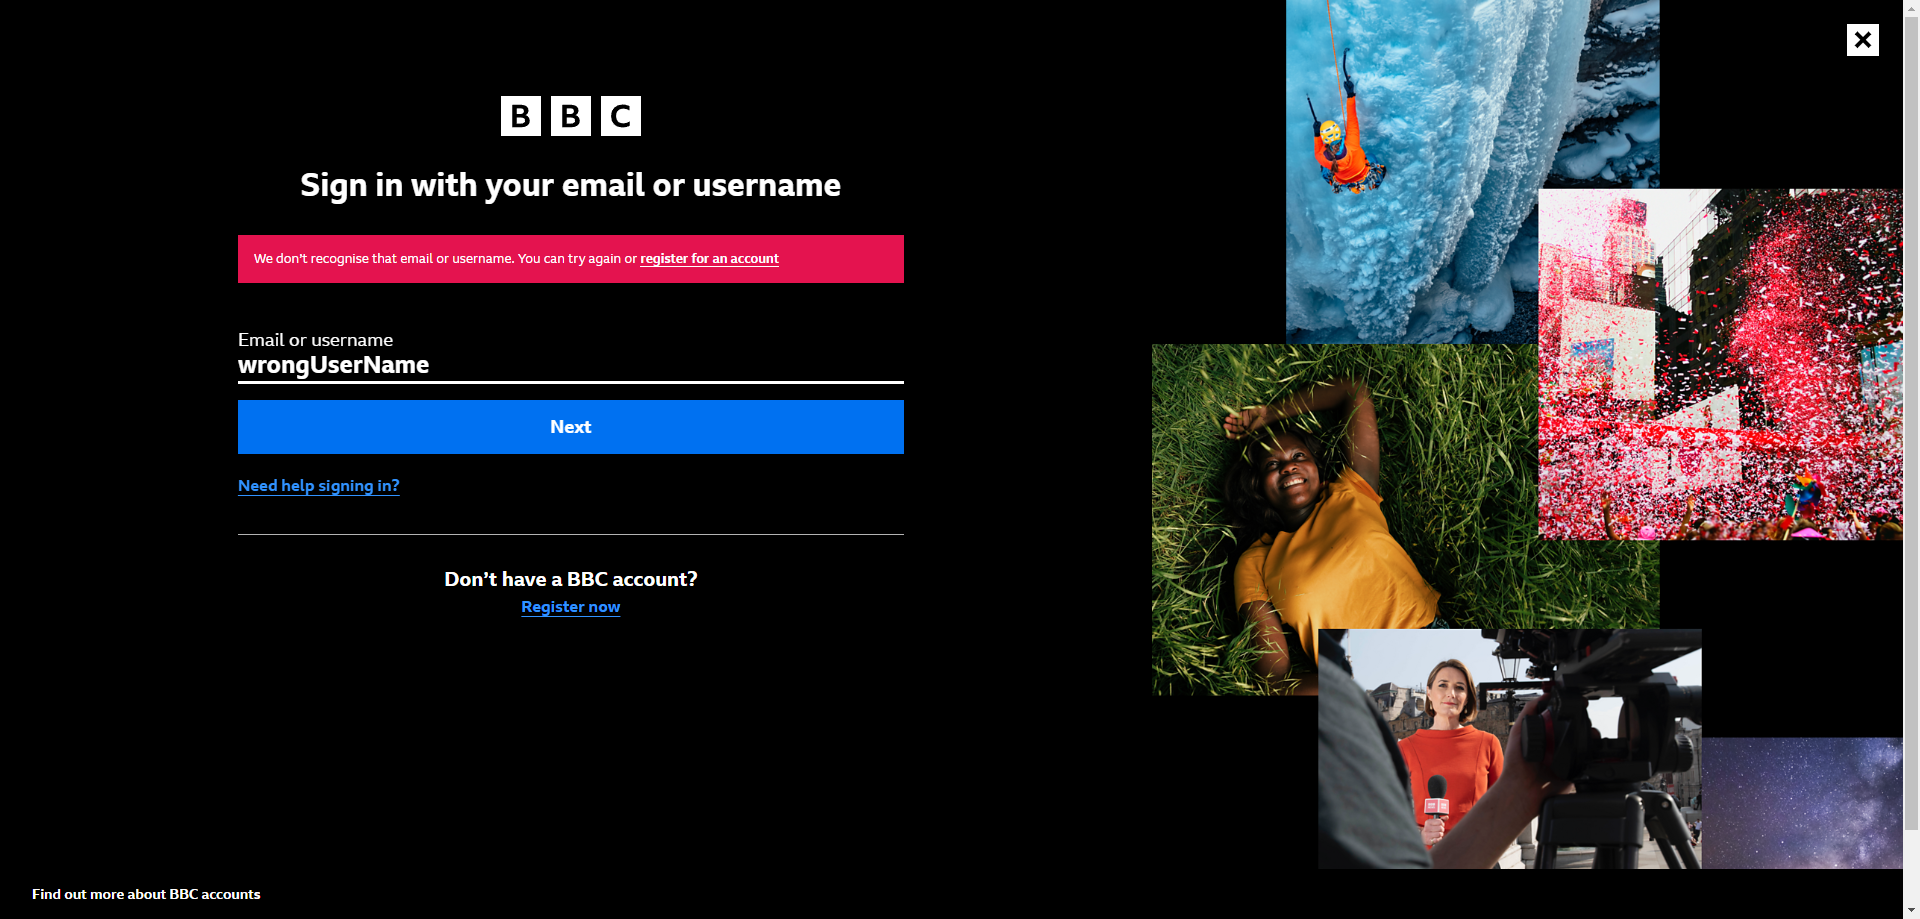 BBC
Sign in with your email or username
We don't recognise that email or username. You can try again or register for an account
Email or username
wrongUserName
Next
Need help signing in?
Don't have a BBC account?
Register now
Find out more about BBC accounts